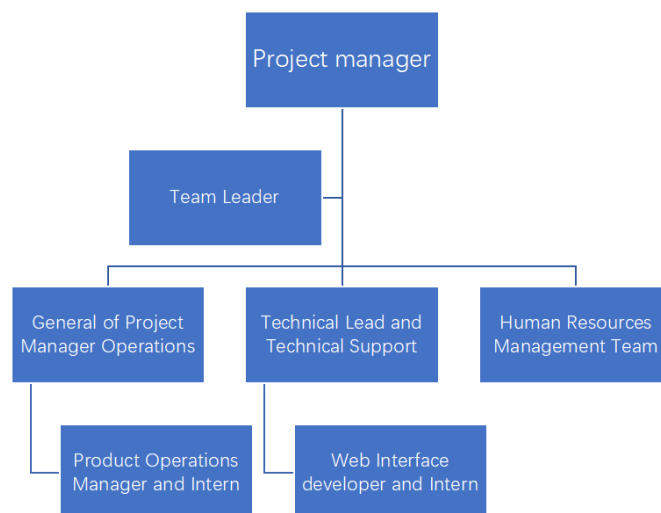 Project manager
Team Leader
General of Project
Manager Operations
Technical Lead and
Technical Support
Human Resources
Management Team
Product Operations
Manager and Intern
Web Interface
developer and Intern